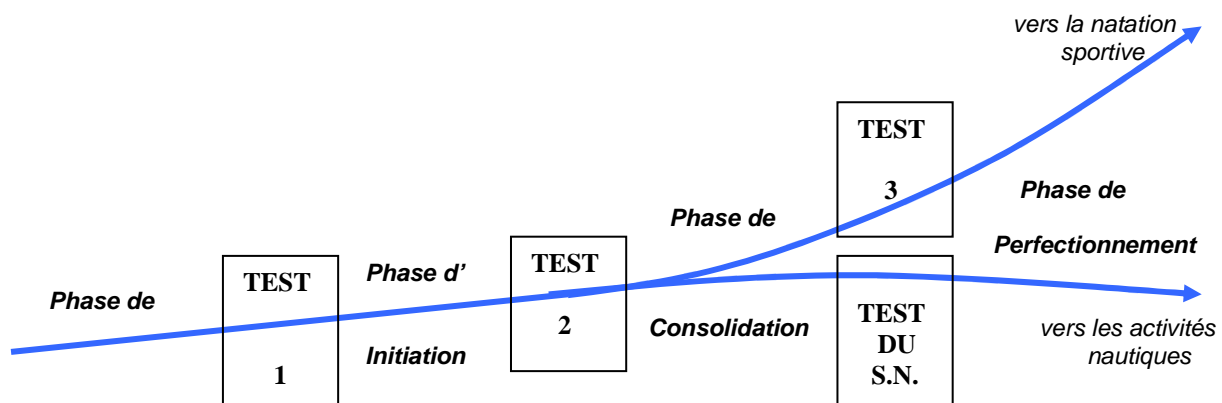 vers la natation
sportive
TEST
3
Phase de
Phase de
Perfectionnement
TEST
2
Phase d'
TEST
1
Phase de
Initiation
Consolidation
TEST
DU
S.N.
vers les activités
nautiques